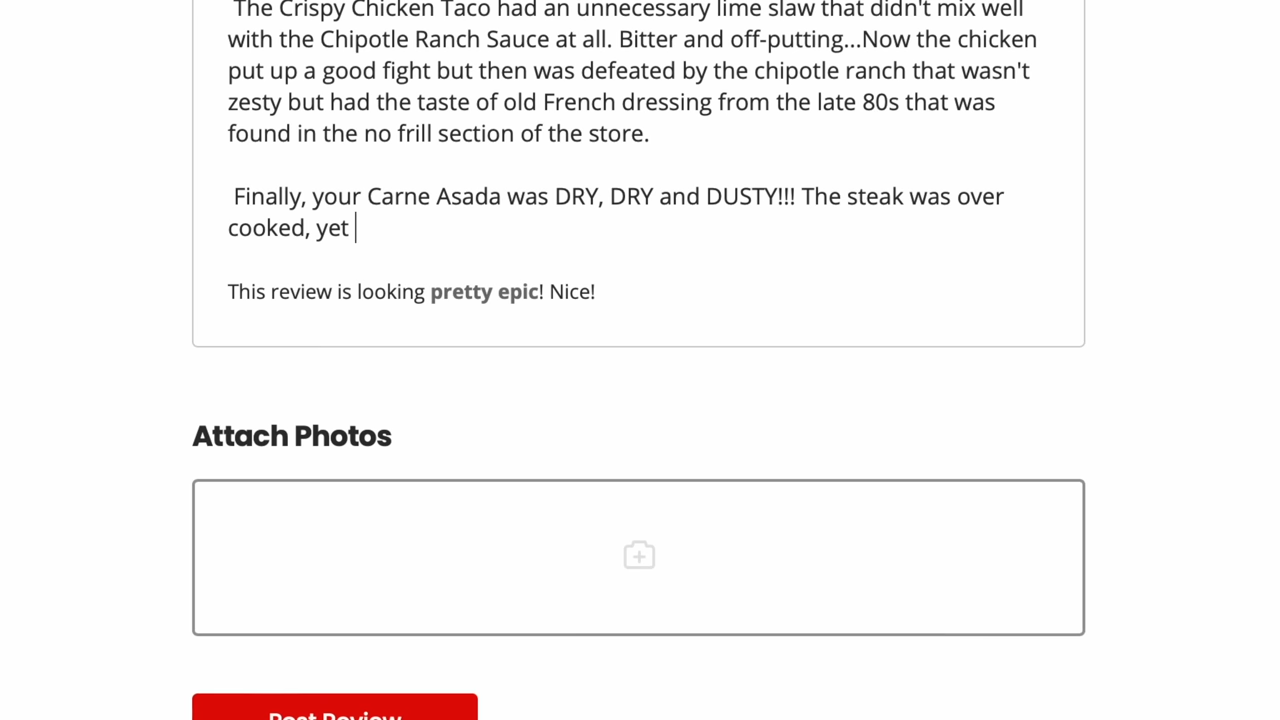 The Crispy Chicken Taco had an unnecessary lime slaw that didn't mix well
with the Chipotle Ranch Sauce at all. Bitter and off-putting...Now the chicken
put up a good fight but then was defeated by the chipotle ranch that wasn't
zesty but had the taste of old French dressing from the late 80s that was
found in the no frill section of the store.
Finally, your Carne Asada was DRY, DRY and DUSTY!!! The steak was over
cooked, yet
This review is looking pretty epic! Nice!
Attach Photos
Post Review